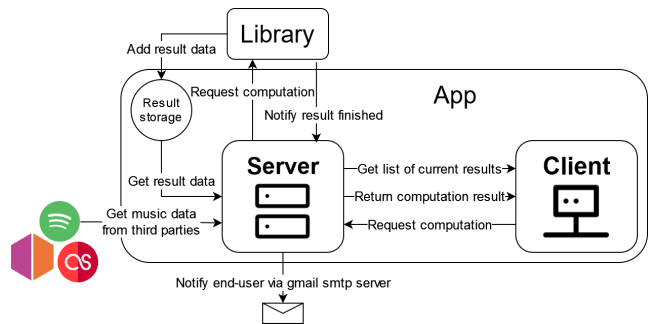 Library
Add result data
Request computation
App
Result
storage
Notify result finished
Server
Client
Get list of current results
Get result data
Return computation result
Get music data
from third parties
Request computation
Notify end-user via gmail smtp server